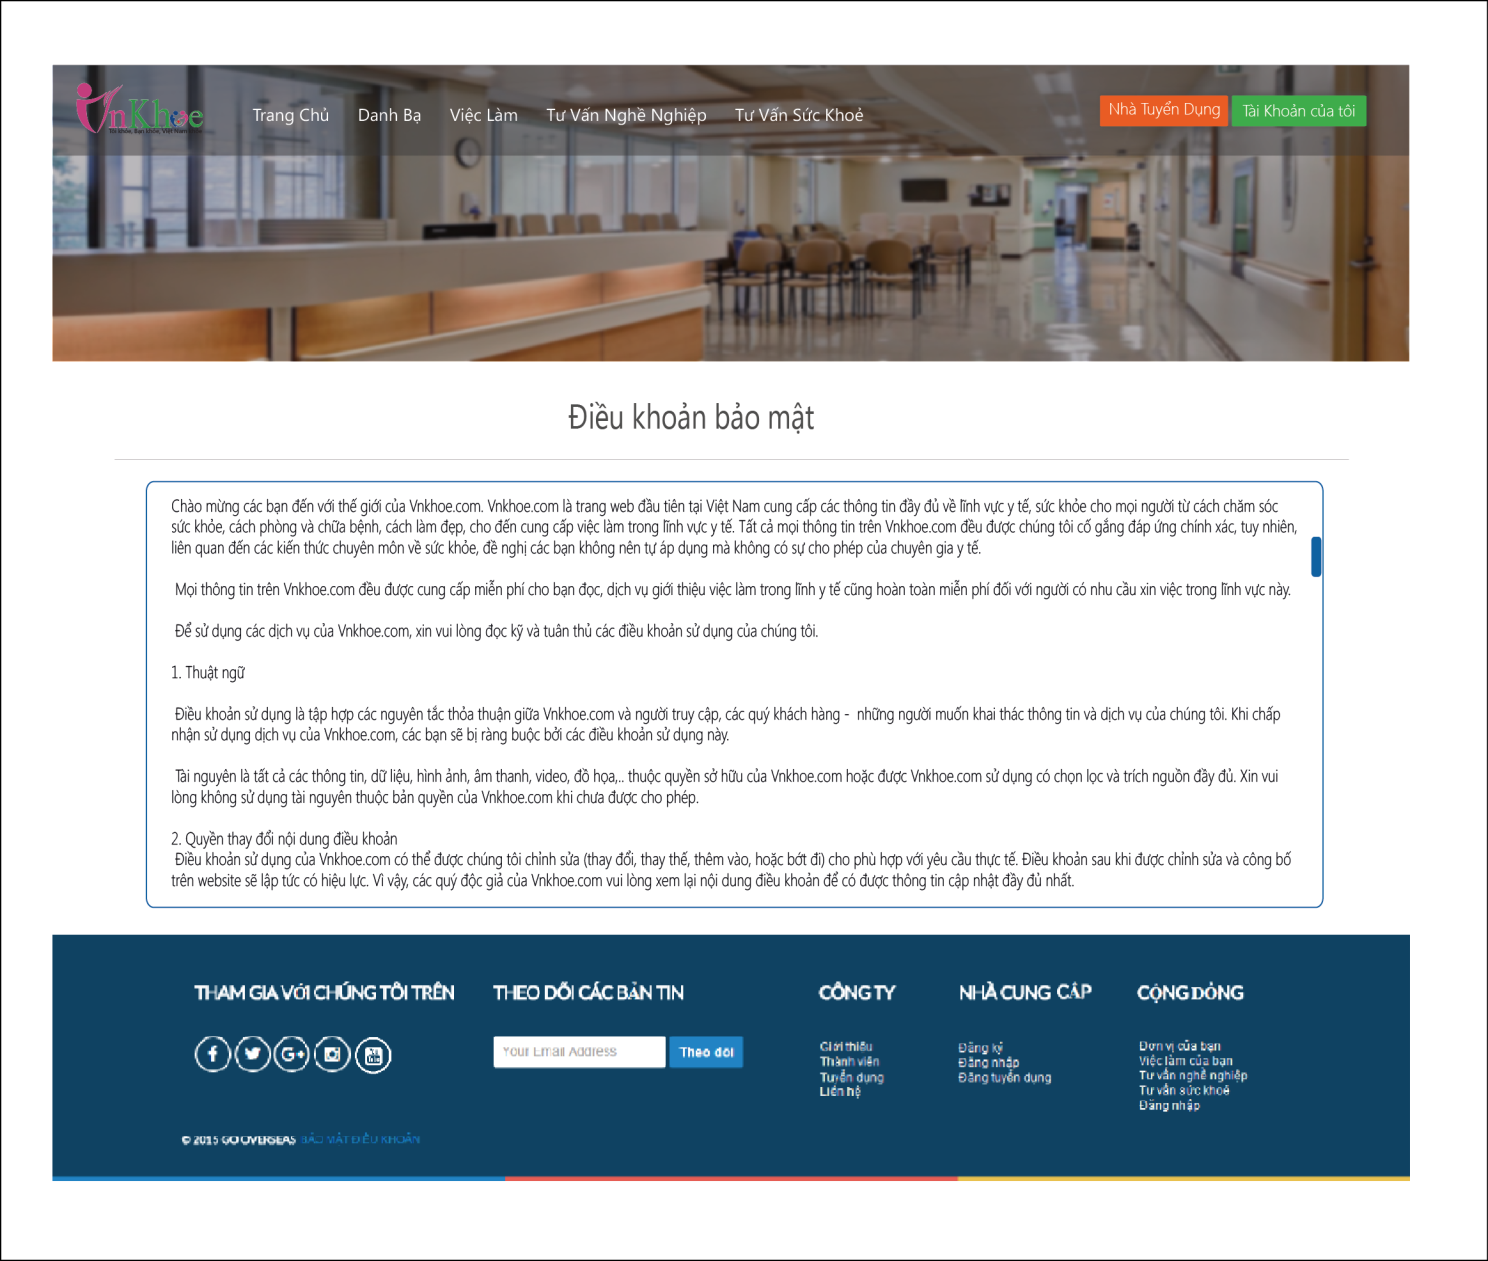 VnKhoe
Tôi khỏe, Bạn khỏe, Việt Nam khỏe
Trang Chủ
Danh Bạ
Việc Làm
Tư Vấn Nghề Nghiệp
Tư Vấn Sức Khoẻ
Nhà Tuyển Dụng
Tài Khoản của tôi
Điều khoản bảo mật
Chào mừng các bạn đến với thế giới của Vnkhoe.com. Vnkhoe.com là trang web đầu tiên tại Việt Nam cung cấp các thông tin đầy đủ về lĩnh vực y tế, sức khỏe cho mọi người từ cách chăm sóc
sức khỏe, cách phòng và chữa bệnh, cách làm đẹp, cho đến cung cấp việc làm trong lĩnh vực y tế. Tất cả mọi thông tin trên Vnkhoe.com đều được chúng tôi cố gắng đáp ứng chính xác, tuy nhiên,
liên quan đến các kiến thức chuyên môn về sức khỏe, đề nghị các bạn không nên tự áp dụng mà không có sự cho phép của chuyên gia y tế.
Mọi thông tin trên Vnkhoe.com đều được cung cấp miễn phí cho bạn đọc, dịch vụ giới thiệu việc làm trong lĩnh y tế cũng hoàn toàn miễn phí đối với người có nhu cầu xin việc trong lĩnh vực này.
Để sử dụng các dịch vụ của Vnkhoe.com, xin vui lòng đọc kỹ và tuân thủ các điều khoản sử dụng của chúng tôi.
1. Thuật ngữ
Điều khoản sử dụng là tập hợp các nguyên tắc thỏa thuận giữa Vnkhoe.com và người truy cập, các quý khách hàng - những người muốn khai thác thông tin và dịch vụ của chúng tôi. Khi chấp
nhận sử dụng dịch vụ của Vnkhoe.com, các bạn sẽ bị ràng buộc bởi các điều khoản sử dụng này.
Tài nguyên là tất cả các thông tin, dữ liệu, hình ảnh, âm thanh, video, đồ họa,.. thuộc quyền sở hữu của Vnkhoe.com hoặc được Vnkhoe.com sử dụng có chọn lọc và trích nguồn đầy đủ. Xin vui
lòng không sử dụng tài nguyên thuộc bản quyền của Vnkhoe.com khi chưa được cho phép.
2. Quyền thay đổi nội dung điều khoản
Điều khoản sử dụng của Vnkhoe.com có thể được chúng tôi chỉnh sửa (thay đổi, thay thế, thêm vào, hoặc bớt đi) cho phù hợp với yêu cầu thực tế. Điều khoản sau khi được chỉnh sửa và công bố
trên website sẽ lập tức có hiệu lực. Vì vậy, các quý độc giả của Vnkhoe.com vui lòng xem lại nội dung điều khoản để có được thông tin cập nhật đầy đủ nhất.
THAM GIA VỚI CHÚNG TÔI TRÊN
THEO DÕI CÁC BẢN TIN
Your Email Address
Theo dõi
CÔNG TY
Giới thiệu
Thành viên
Tuyển dụng
Liên hệ
NHÀ CUNG CẤP
Đăng ký
Đăng nhập
Đăng tuyển dụng
CỘNG ĐỒNG
Đơn vị của bạn
Việc làm của bạn
Tư vấn nghề nghiệp
Tư vấn sức khoẻ
Đăng nhập
© 2015 GO OVERSEAS BẢO MẬT ĐIỀU KHOẢN